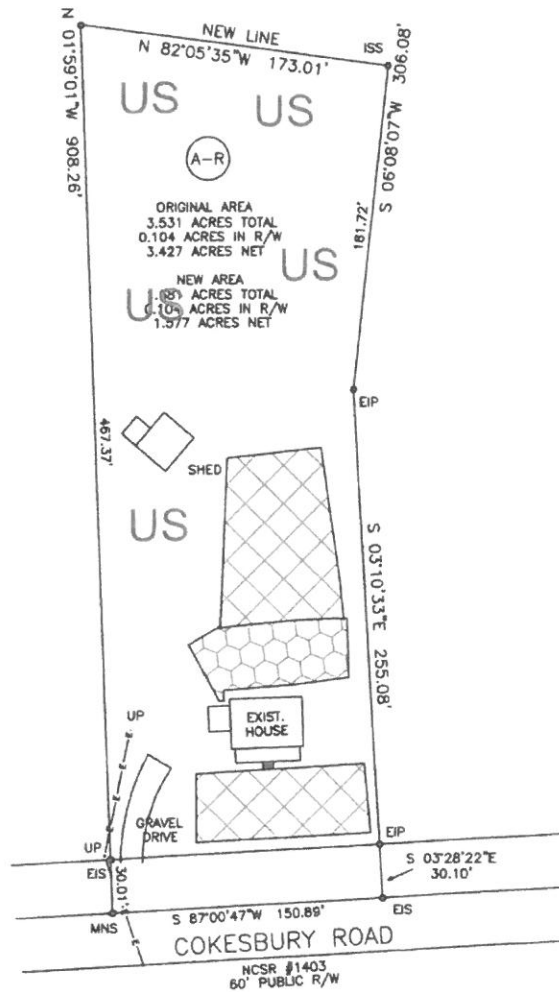 NEW LINE
N 82°05'35"W 173.01'
ISS
306.08'
N 01°59'01"W 908.26'
US
US
A-R
S 06°08'07"W
181.72'
ORIGINAL AREA
3.531 ACRES TOTAL
0.104 ACRES IN R/W
3.427 ACRES NET
US
NEW AREA
ACRES TOTAL
ACRES IN R/W
1.577 ACRES NET
US
EIP
467.37'
SHED
US
S 03°10'33"E 255.08'
UP
EXIST.
HOUSE
E
E
E
GRAVEL
DRIVE
UP
EIS
EIP
30.01'
S 03°28'22"E
30.10'
S 87°00'47"W 150.89'
MNS
EIS
E
COKESBURY ROAD
NCSR #1403
60' PUBLIC R/W